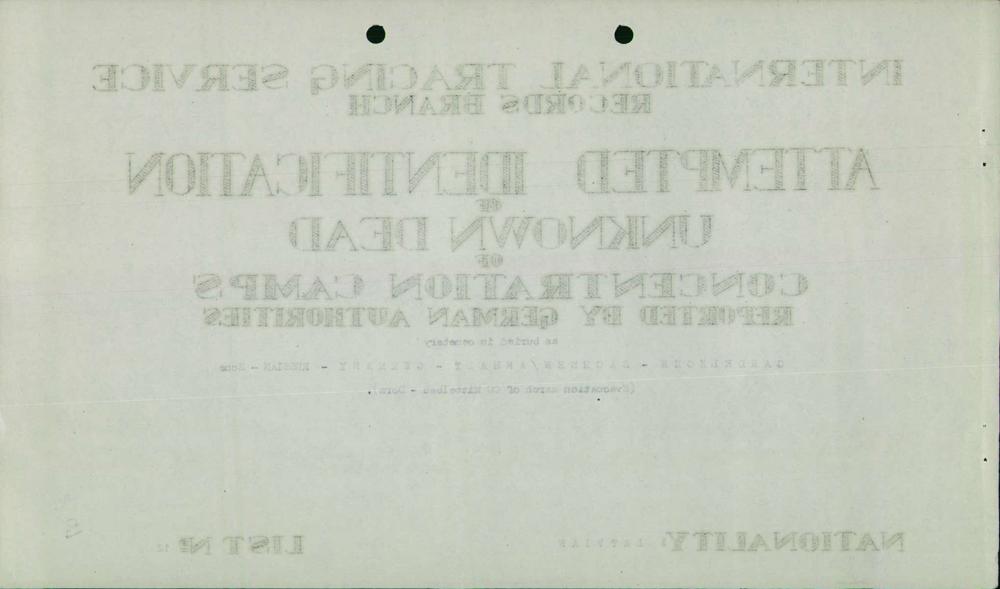 INTERNATIONAL TRACING SERVICE
RECORDS BRANCH
ATTEMPTED IDENTIFICATION
OF
UNKNOWN DEAD
OF
CONCENTRATION CAMPS
REPORTED BY GERMAN AUTHORITIES
as buried in cemetery
GARDELEGEN - SACHSEN/ANHALT - GERMANY - RUSSIAN - Zone
(Evacuation march of CC Mittelbau - Dora).
NATIONALITY : LATVIAN
LIST No 12